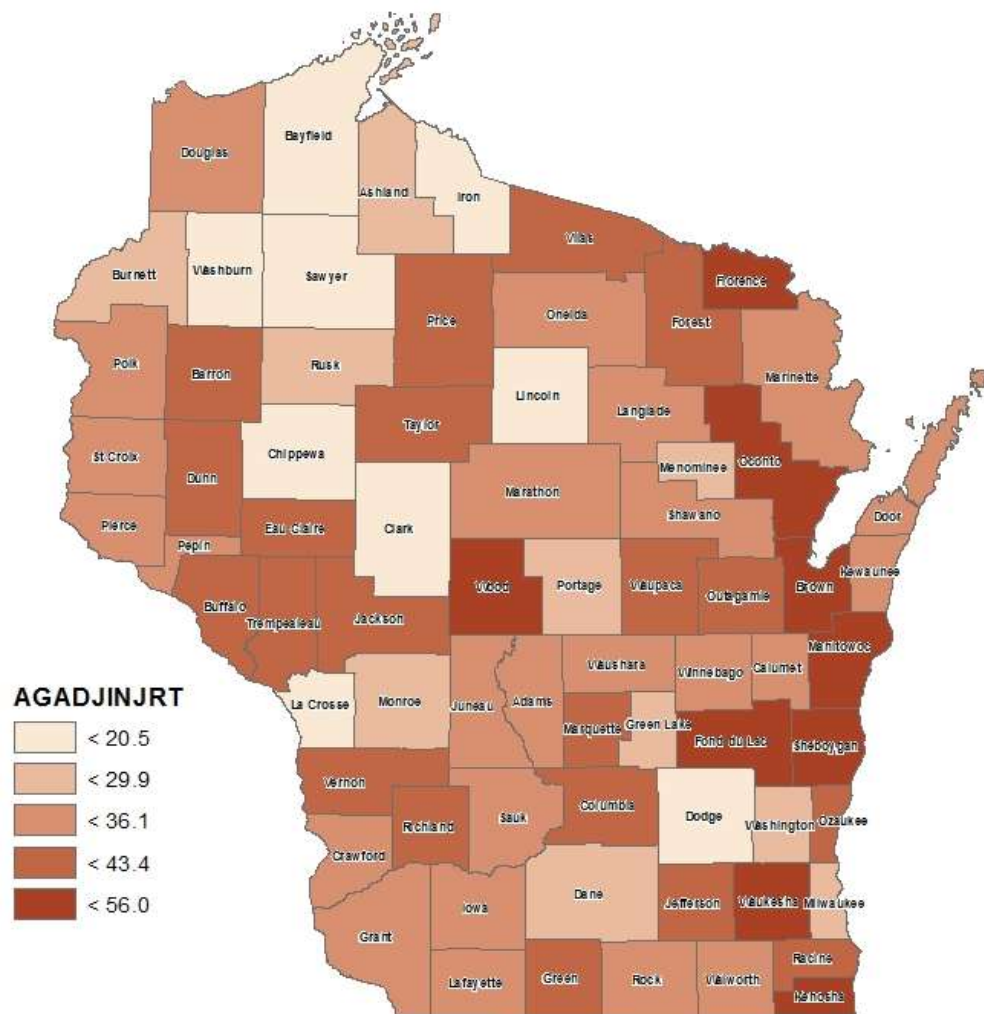 Bayfield
Douglas
Ashland
Iron
Vilas
Burnett
Washburn
Sawyer
Florence
Price
Oneida
Forest
Polk
Barron
Rusk
Marinette
Lincoln
Langlade
Taylor
St Croix
Chippewa
Menominee
Oconto
Dunn
Marathon
Pierce
Eau Claire
Clark
Shawano
Door
Pepin
Kewaunee
Wood
Portage
Waupaca
Outagamie
Brown
Buffalo
Trempealeau
Jackson
Manitowoc
Waushara
Winnebago
Calumet
AGADJINJRT
La Crosse
Monroe
Juneau
Adams
Marquette
Green Lake
Fond du Lac
Sheboygan
< 20.5
< 29.9
Vernon
Columbia
Richland
Sauk
Dodge
Washington
Ozaukee
< 36.1
Crawford
< 43.4
Dane
Jefferson
Waukesha
Milwaukee
< 56.0
Iowa
Grant
Racine
Lafayette
Green
Rock
Walworth
Kenosha